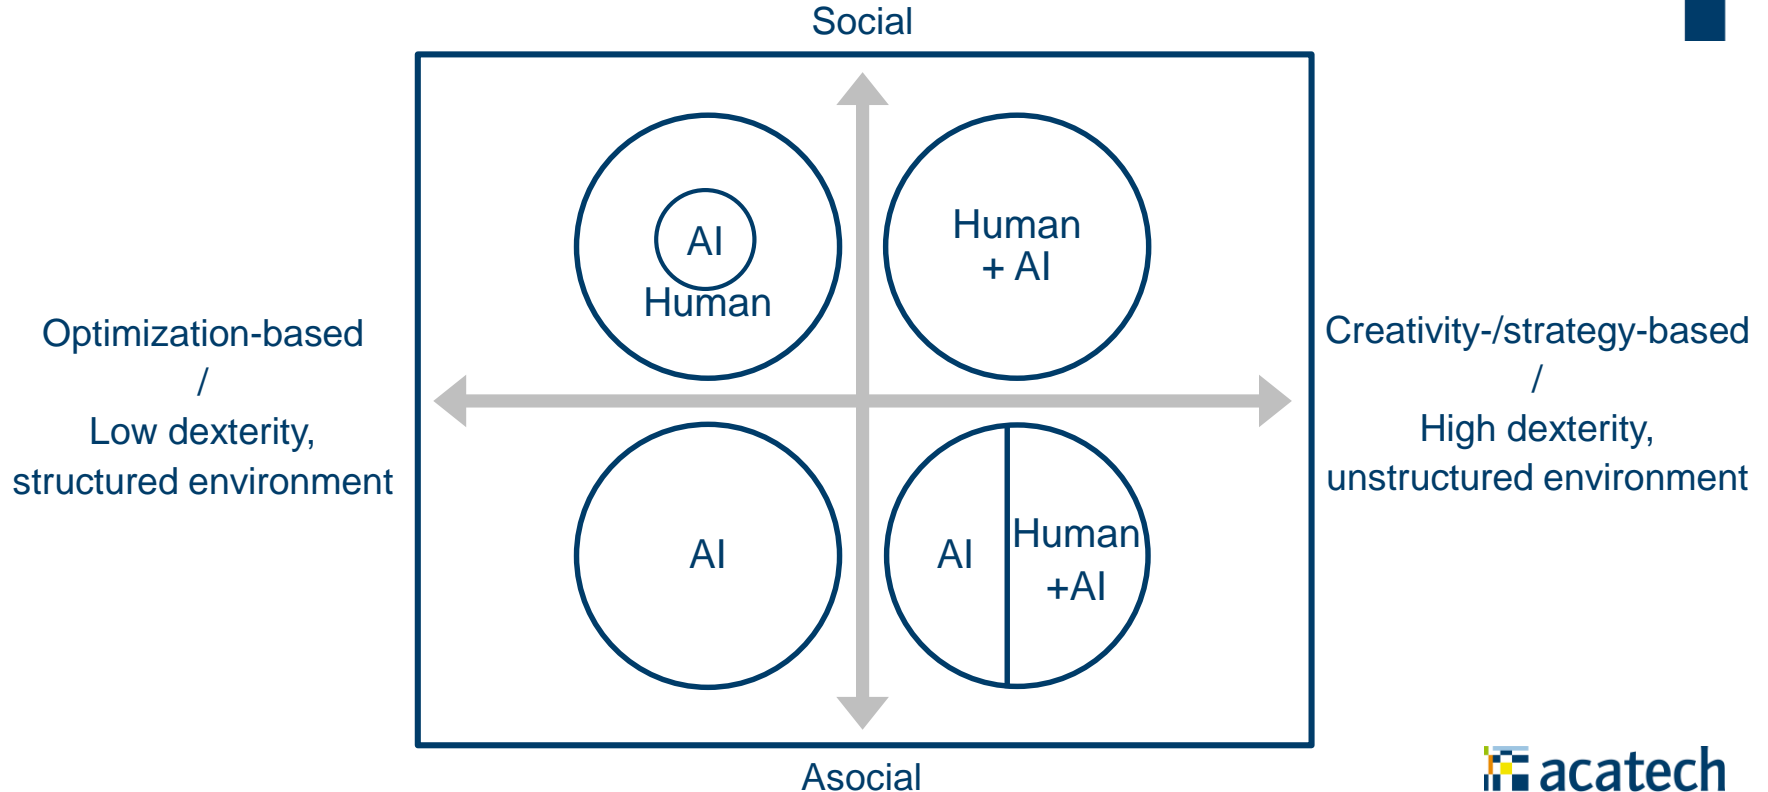 Social
AI
Human
Human
+ AI
Optimization-based
/
Low dexterity,
structured environment
Creativity-/strategy-based
/
High dexterity,
unstructured environment
AI
AI
Human
+AI
Asocial
acatech